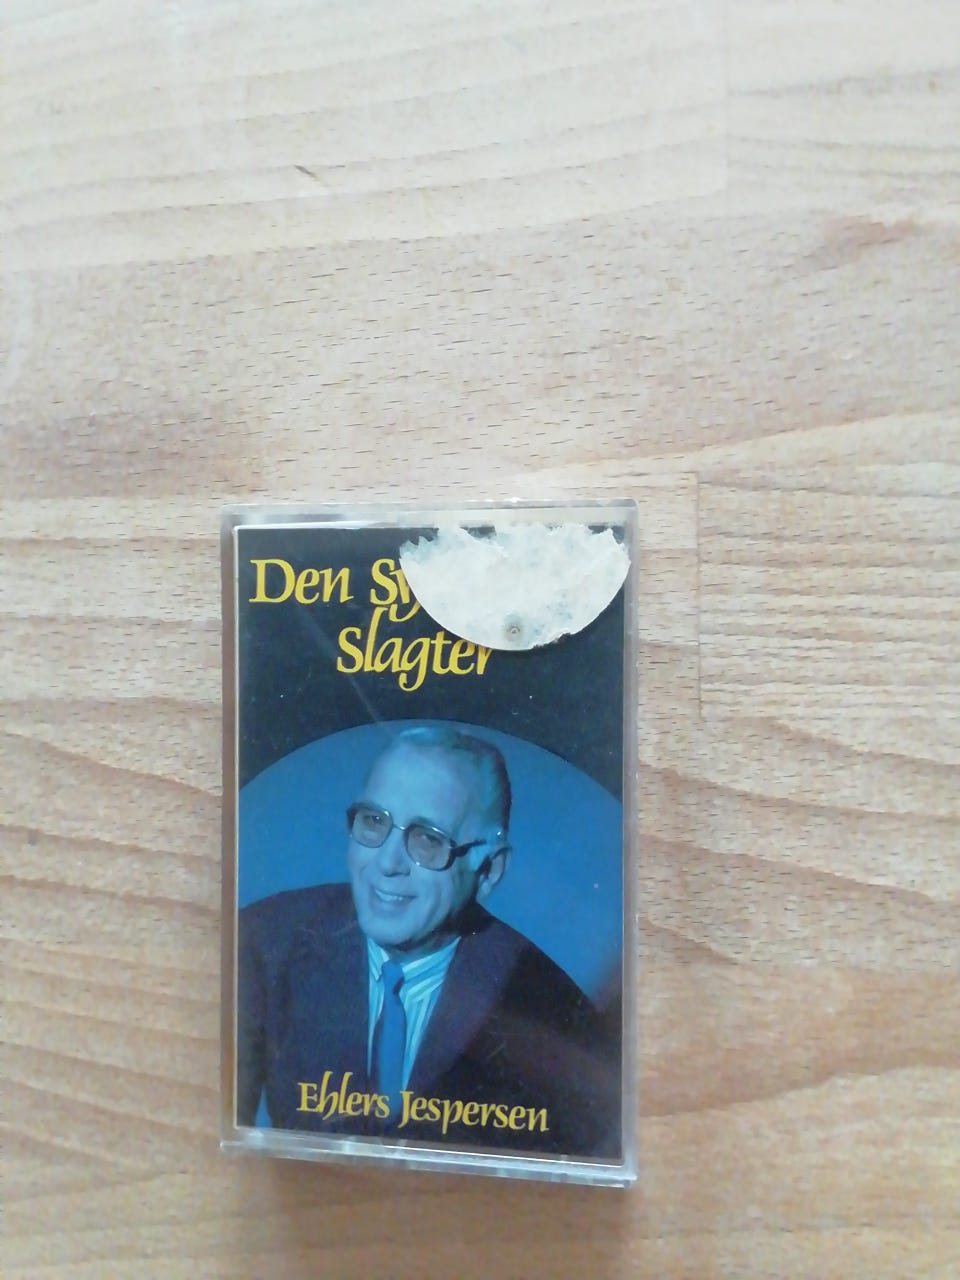 Den
Slagter
Ehlers Jespersen